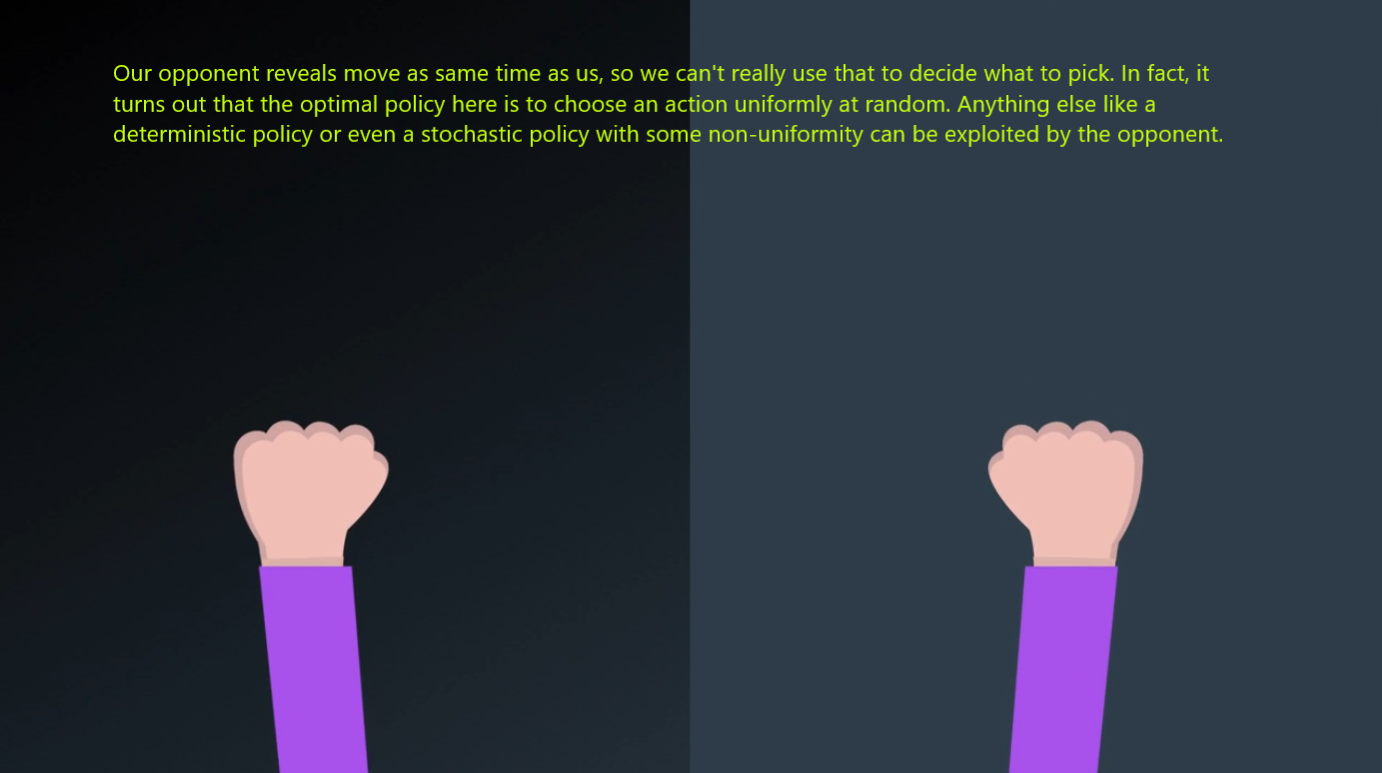 Our opponent reveals move as same time as us, so we can't really use that to decide what to pick. In fact, it
turns out that the optimal policy here is to choose an action uniformly at random. Anything else like a
deterministic policy or even a stochastic policy with some non-uniformity can be exploited by the opponent.